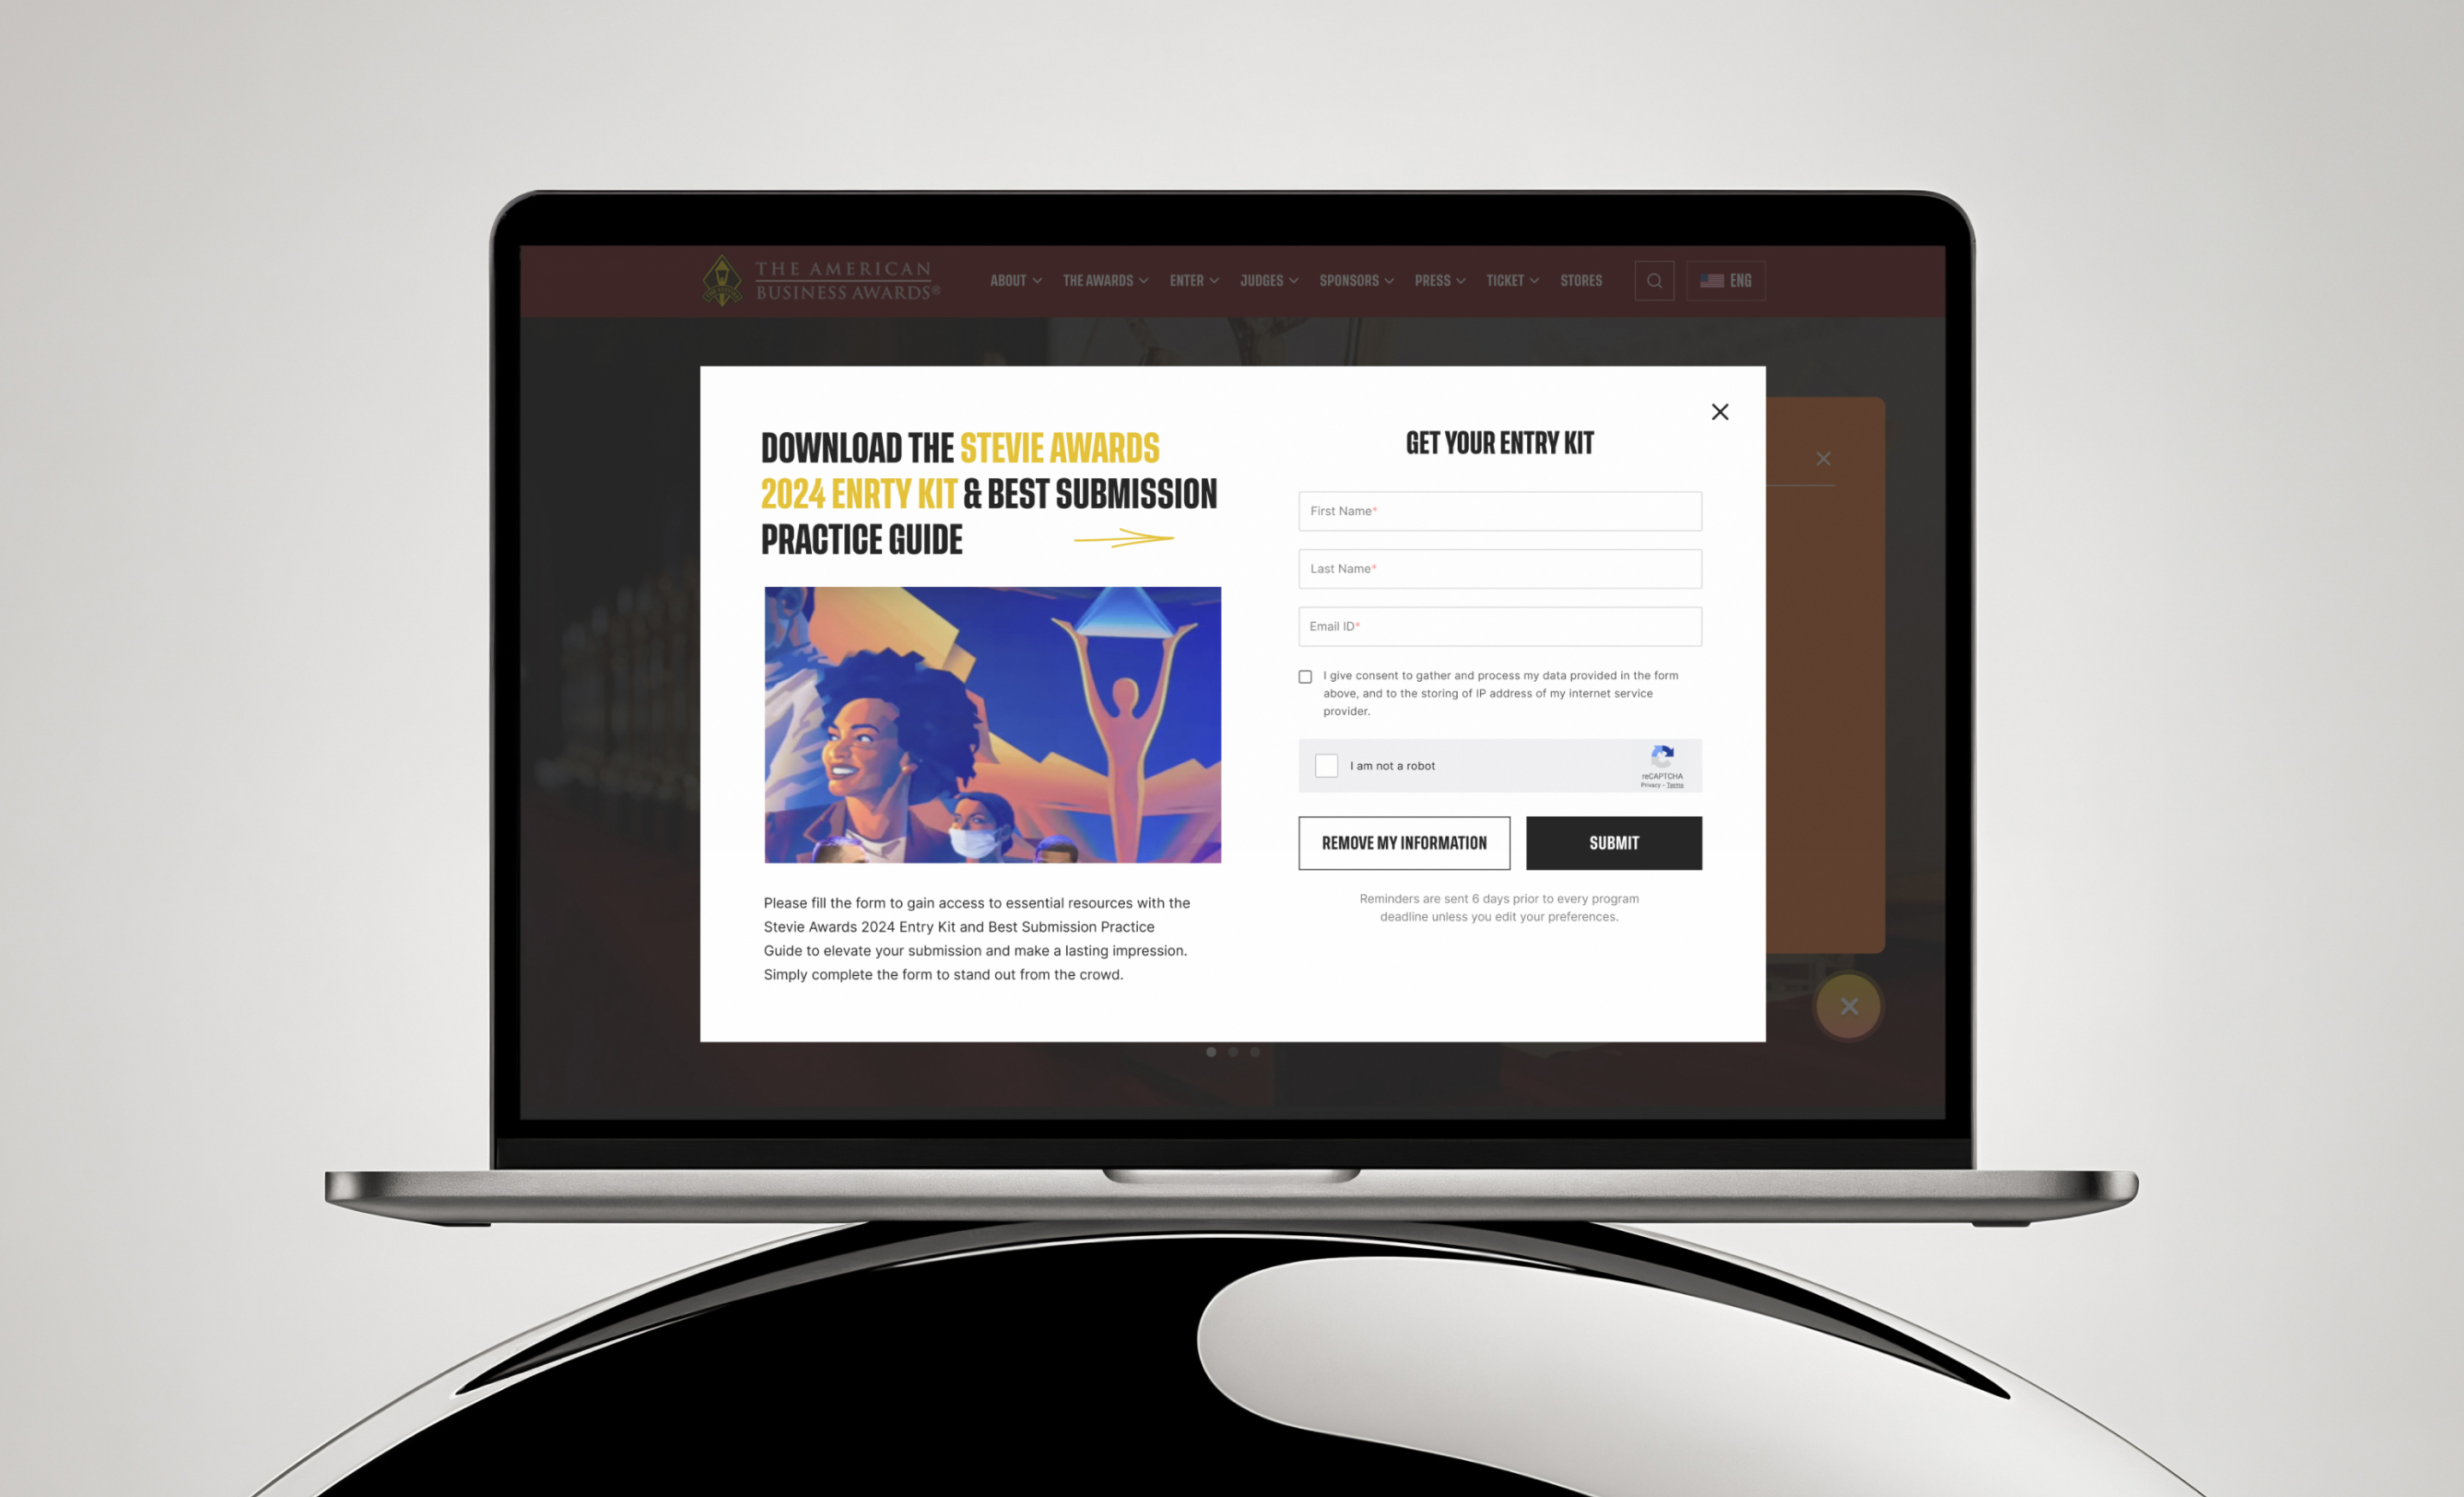 THE AMERICAN
BUSINESS AWARDS®
ABOUT
THE AWARDS
ENTER
JUDGES
SPONSORS
PRESS
TICKET
STORES
ENG
DOWNLOAD THE STEVIE AWARDS
2024 ENRTY KIT & BEST SUBMISSION
PRACTICE GUIDE
Please fill the form to gain access to essential resources with the
Stevie Awards 2024 Entry Kit and Best Submission Practice
Guide to elevate your submission and make a lasting impression.
Simply complete the form to stand out from the crowd.
GET YOUR ENTRY KIT
First Name*
Last Name*
Email ID*
I give consent to gather and process my data provided in the form
above, and to the storing of IP address of my internet service
provider.
I am not a robot
reCAPTCHA
Privacy - Terms
REMOVE MY INFORMATION
SUBMIT
Reminders are sent 6 days prior to every program
deadline unless you edit your preferences.